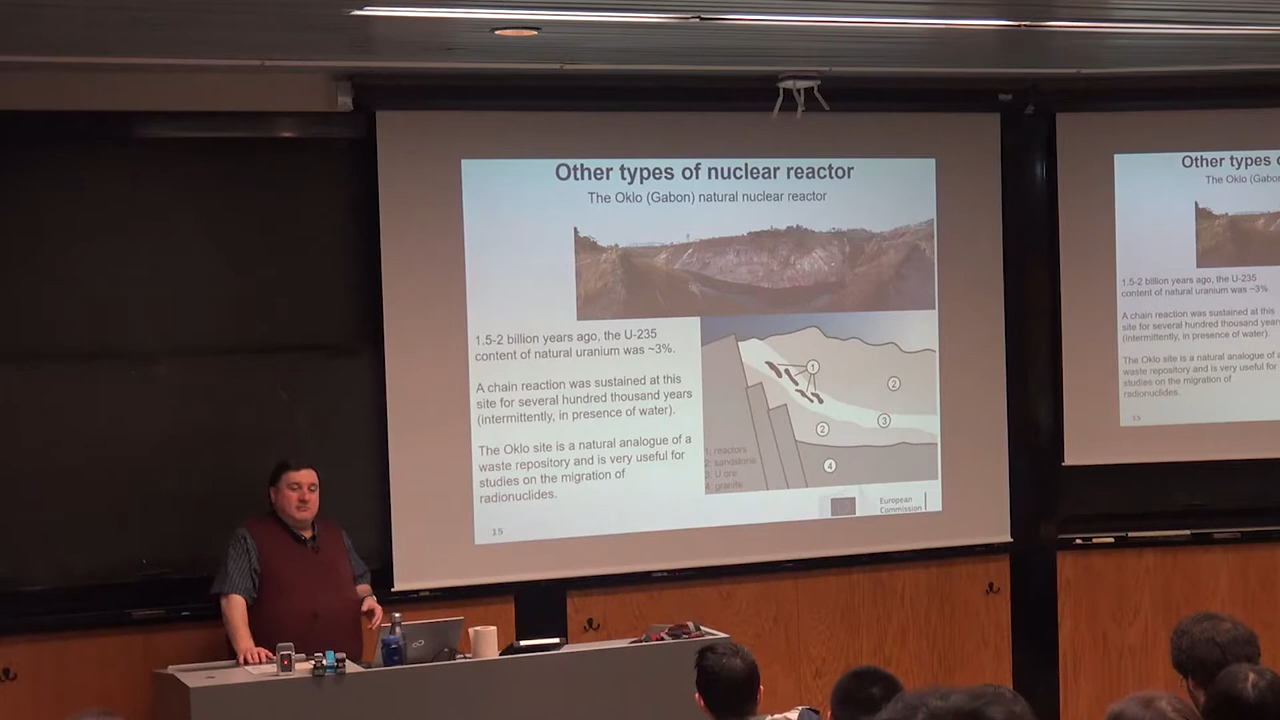 Other types of nuclear reactor
The Oklo (Gabon) natural nuclear reactor
1.5-2 billion years ago, the U-235
content of natural uranium was ~3%.
A chain reaction was sustained at this
site for several hundred thousand years
(intermittently, in presence of water).
The Oklo site is a natural analogue of a
waste repository and is very useful for
studies on the migration of
radionuclides.
1
2
3
2
4
1: reactors
2: sandstone
3: U ore
4: granite
European
Commission
15
Other types
The Oklo (Gabon
1.5-2 billion years ago, the U-235
content of natural uranium was ~3%.
A chain reaction was sustained at this
site for several hundred thousand years
(intermittently, in presence of water).
The Oklo site is a natural analogue of a
waste repository and is very useful for
studies on the migration of
radionuclides.
15